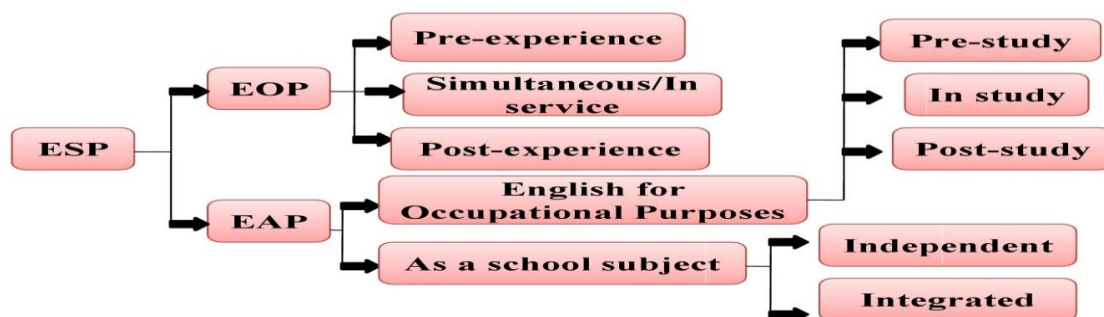 ESP
EOP
Pre-experience
Simultaneous/In
service
Post-experience
EAP
English for
Occupational Purposes
Pre-study
In study
Post-study
As a school subject
Independent
Integrated